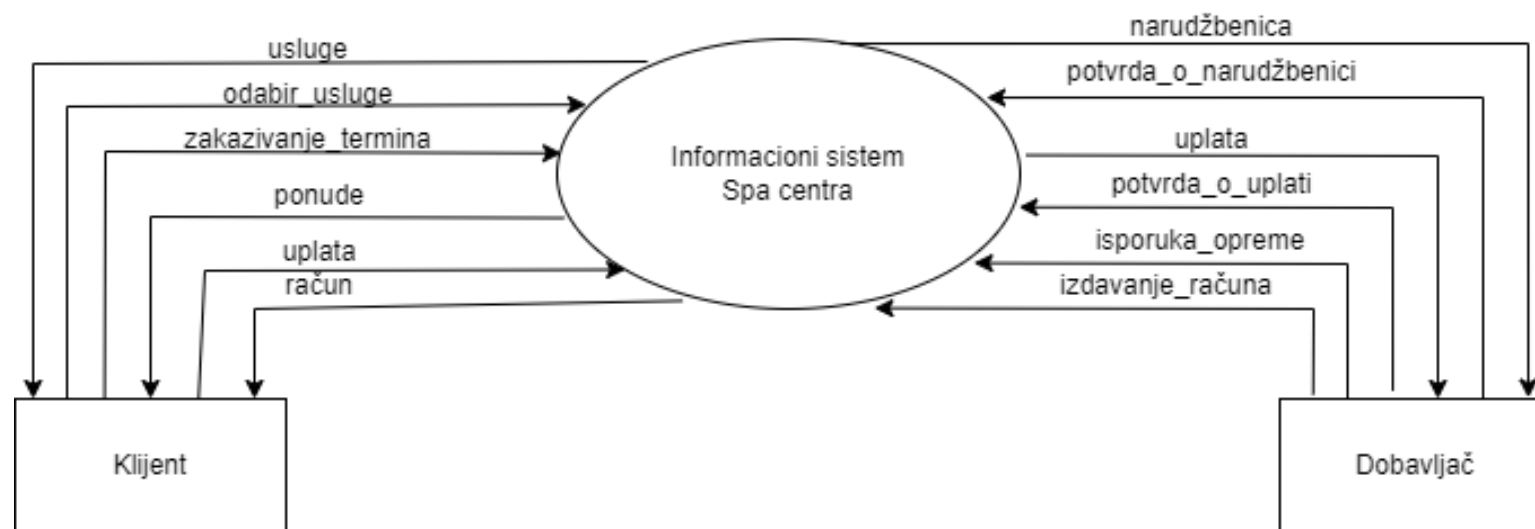 usluge
odabir_usluge
zakazivanje_termina
ponude
uplata
račun
Informacioni sistem
Spa centra
narudžbenica
potvrda_o_narudžbenici
uplata
potvrda_o_uplati
isporuka_opreme
izdavanje_računa
Klijent
Dobavljač